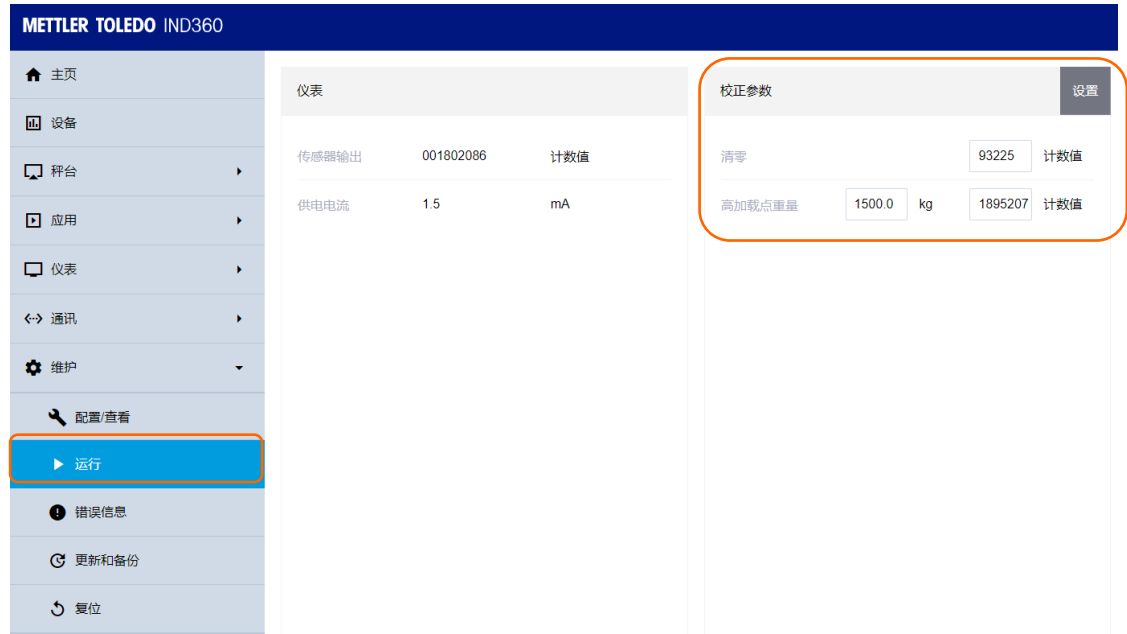 METTLER TOLEDO IND360
主页
设备
秤台
应用
仪表
通讯
维护
配置/查看
运行
错误信息
更新和备份
复位
仪表
传感器输出 001802086 计数值
供电电流 1.5 mA
校正参数 设置
清零 93225 计数值
高加载点重量 1500.0 kg 1895207 计数值